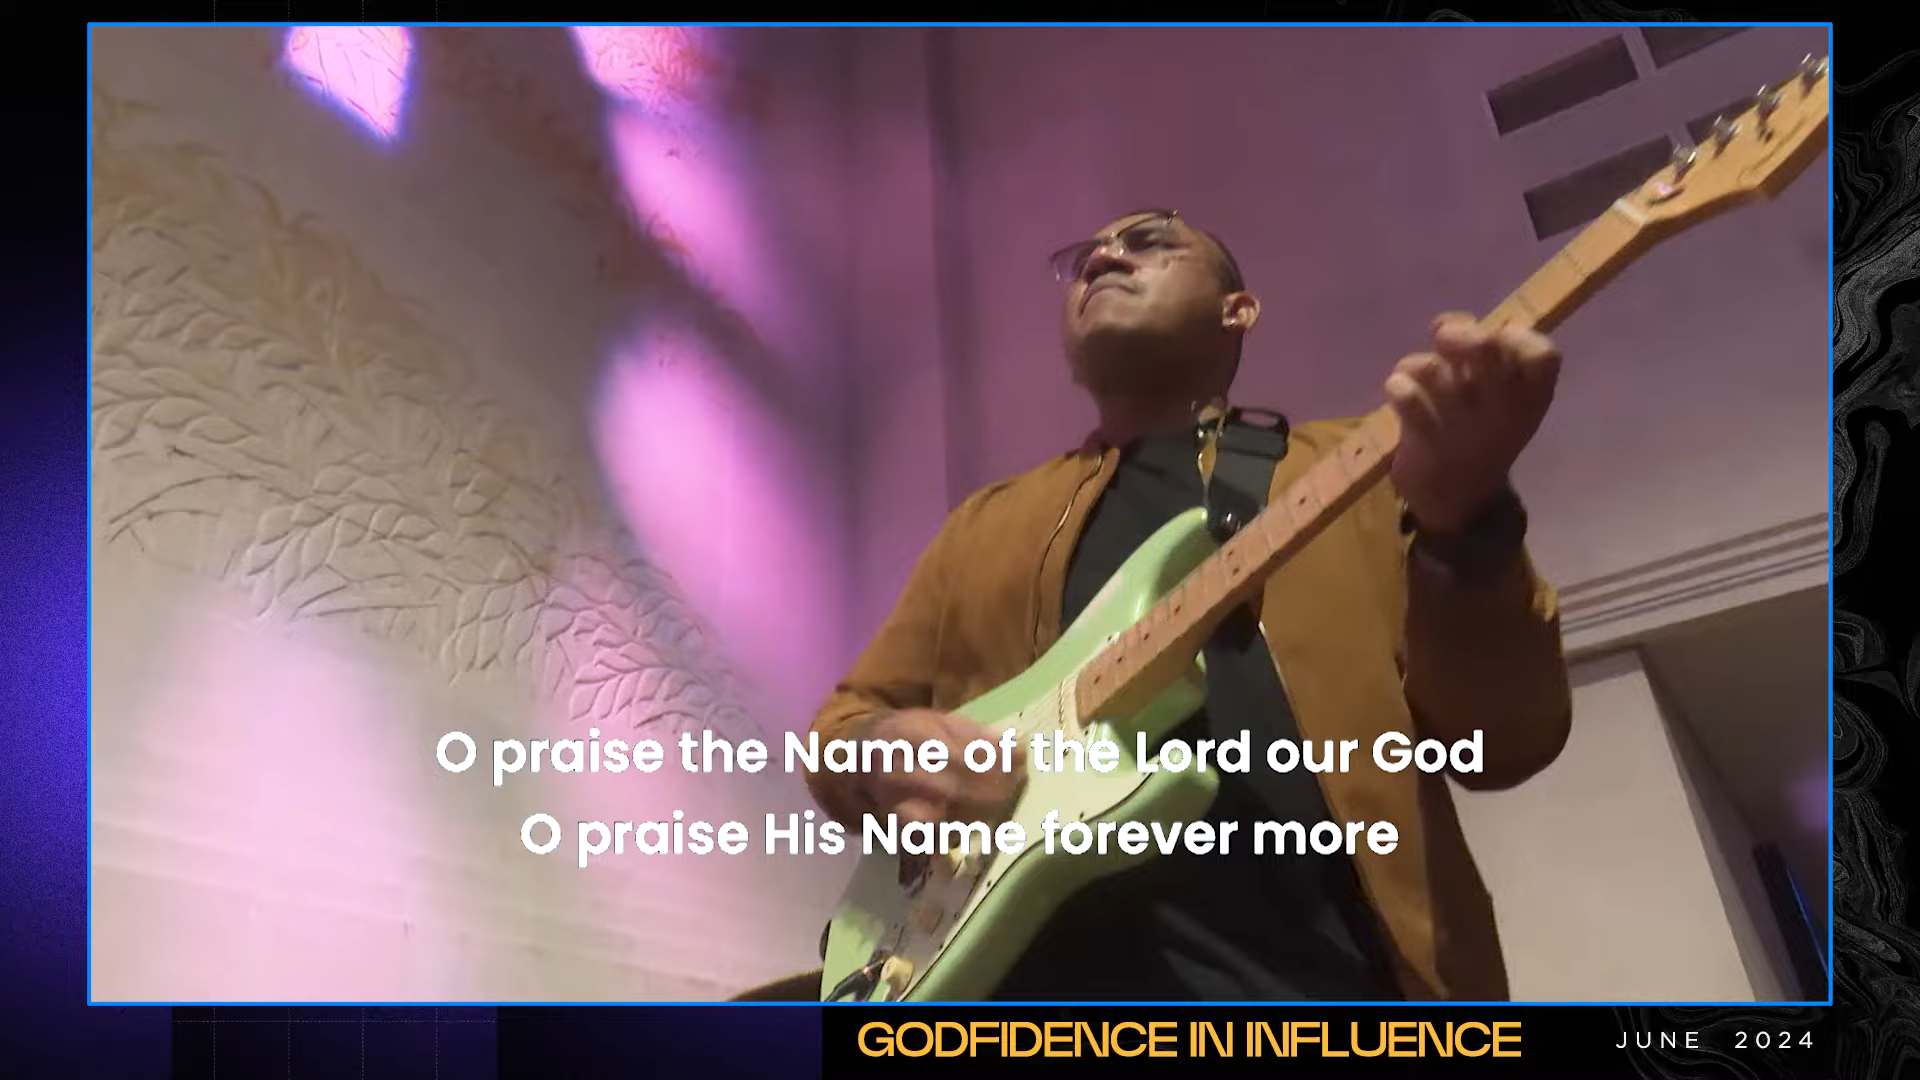 O praise the Name of the Lord our God
O praise His Name forever more
GODFIDENCE IN INFLUENCE
JUNE 2024